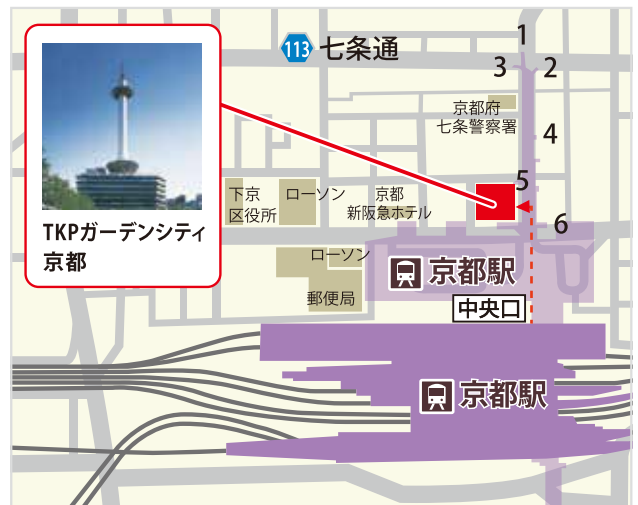 1
113 七条通
3 2
京都府
七条警察署
4
5
下京
区役所
ローソン
京都
新阪急ホテル
6
TKPガーデンシティ
京都
ローソン
京都駅
郵便局
中央口
京都駅